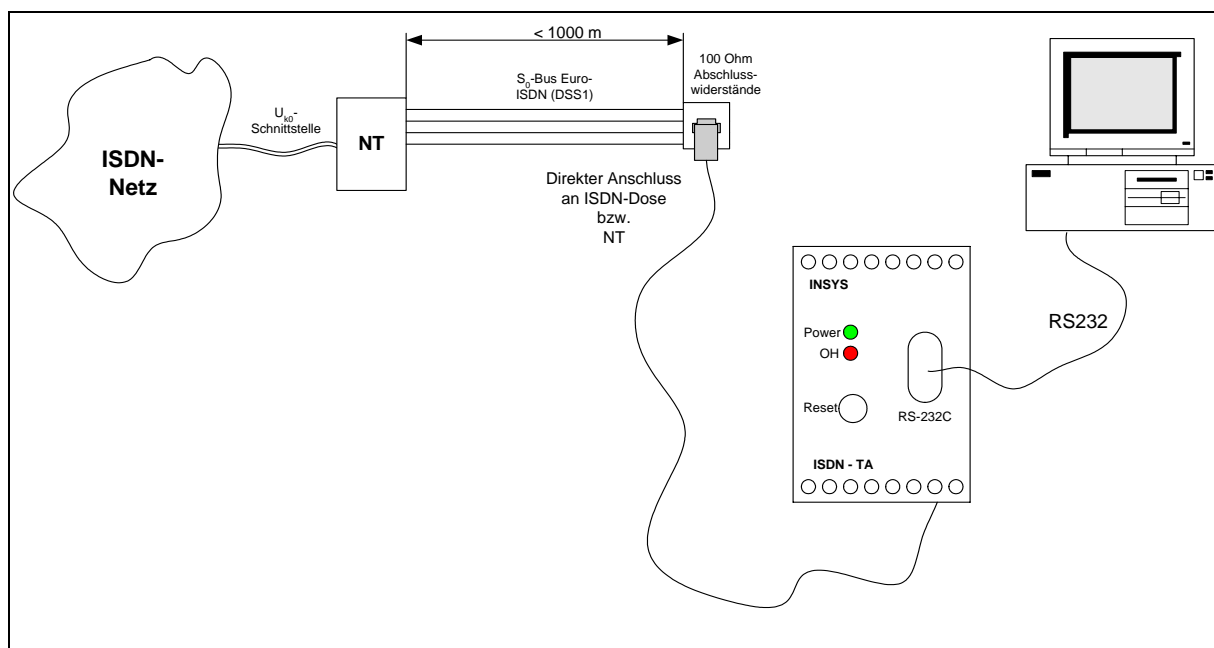 < 1000 m
100 Ohm
Abschluss-
widerstände
S0-Bus Euro-
ISDN (DSS1)
Uk0-
Schnittstelle
NT
ISDN-
Netz
Direkter Anschluss
an ISDN-Dose
bzw.
NT
INSYS
Power
OH
Reset
RS-232C
ISDN - TA
RS232